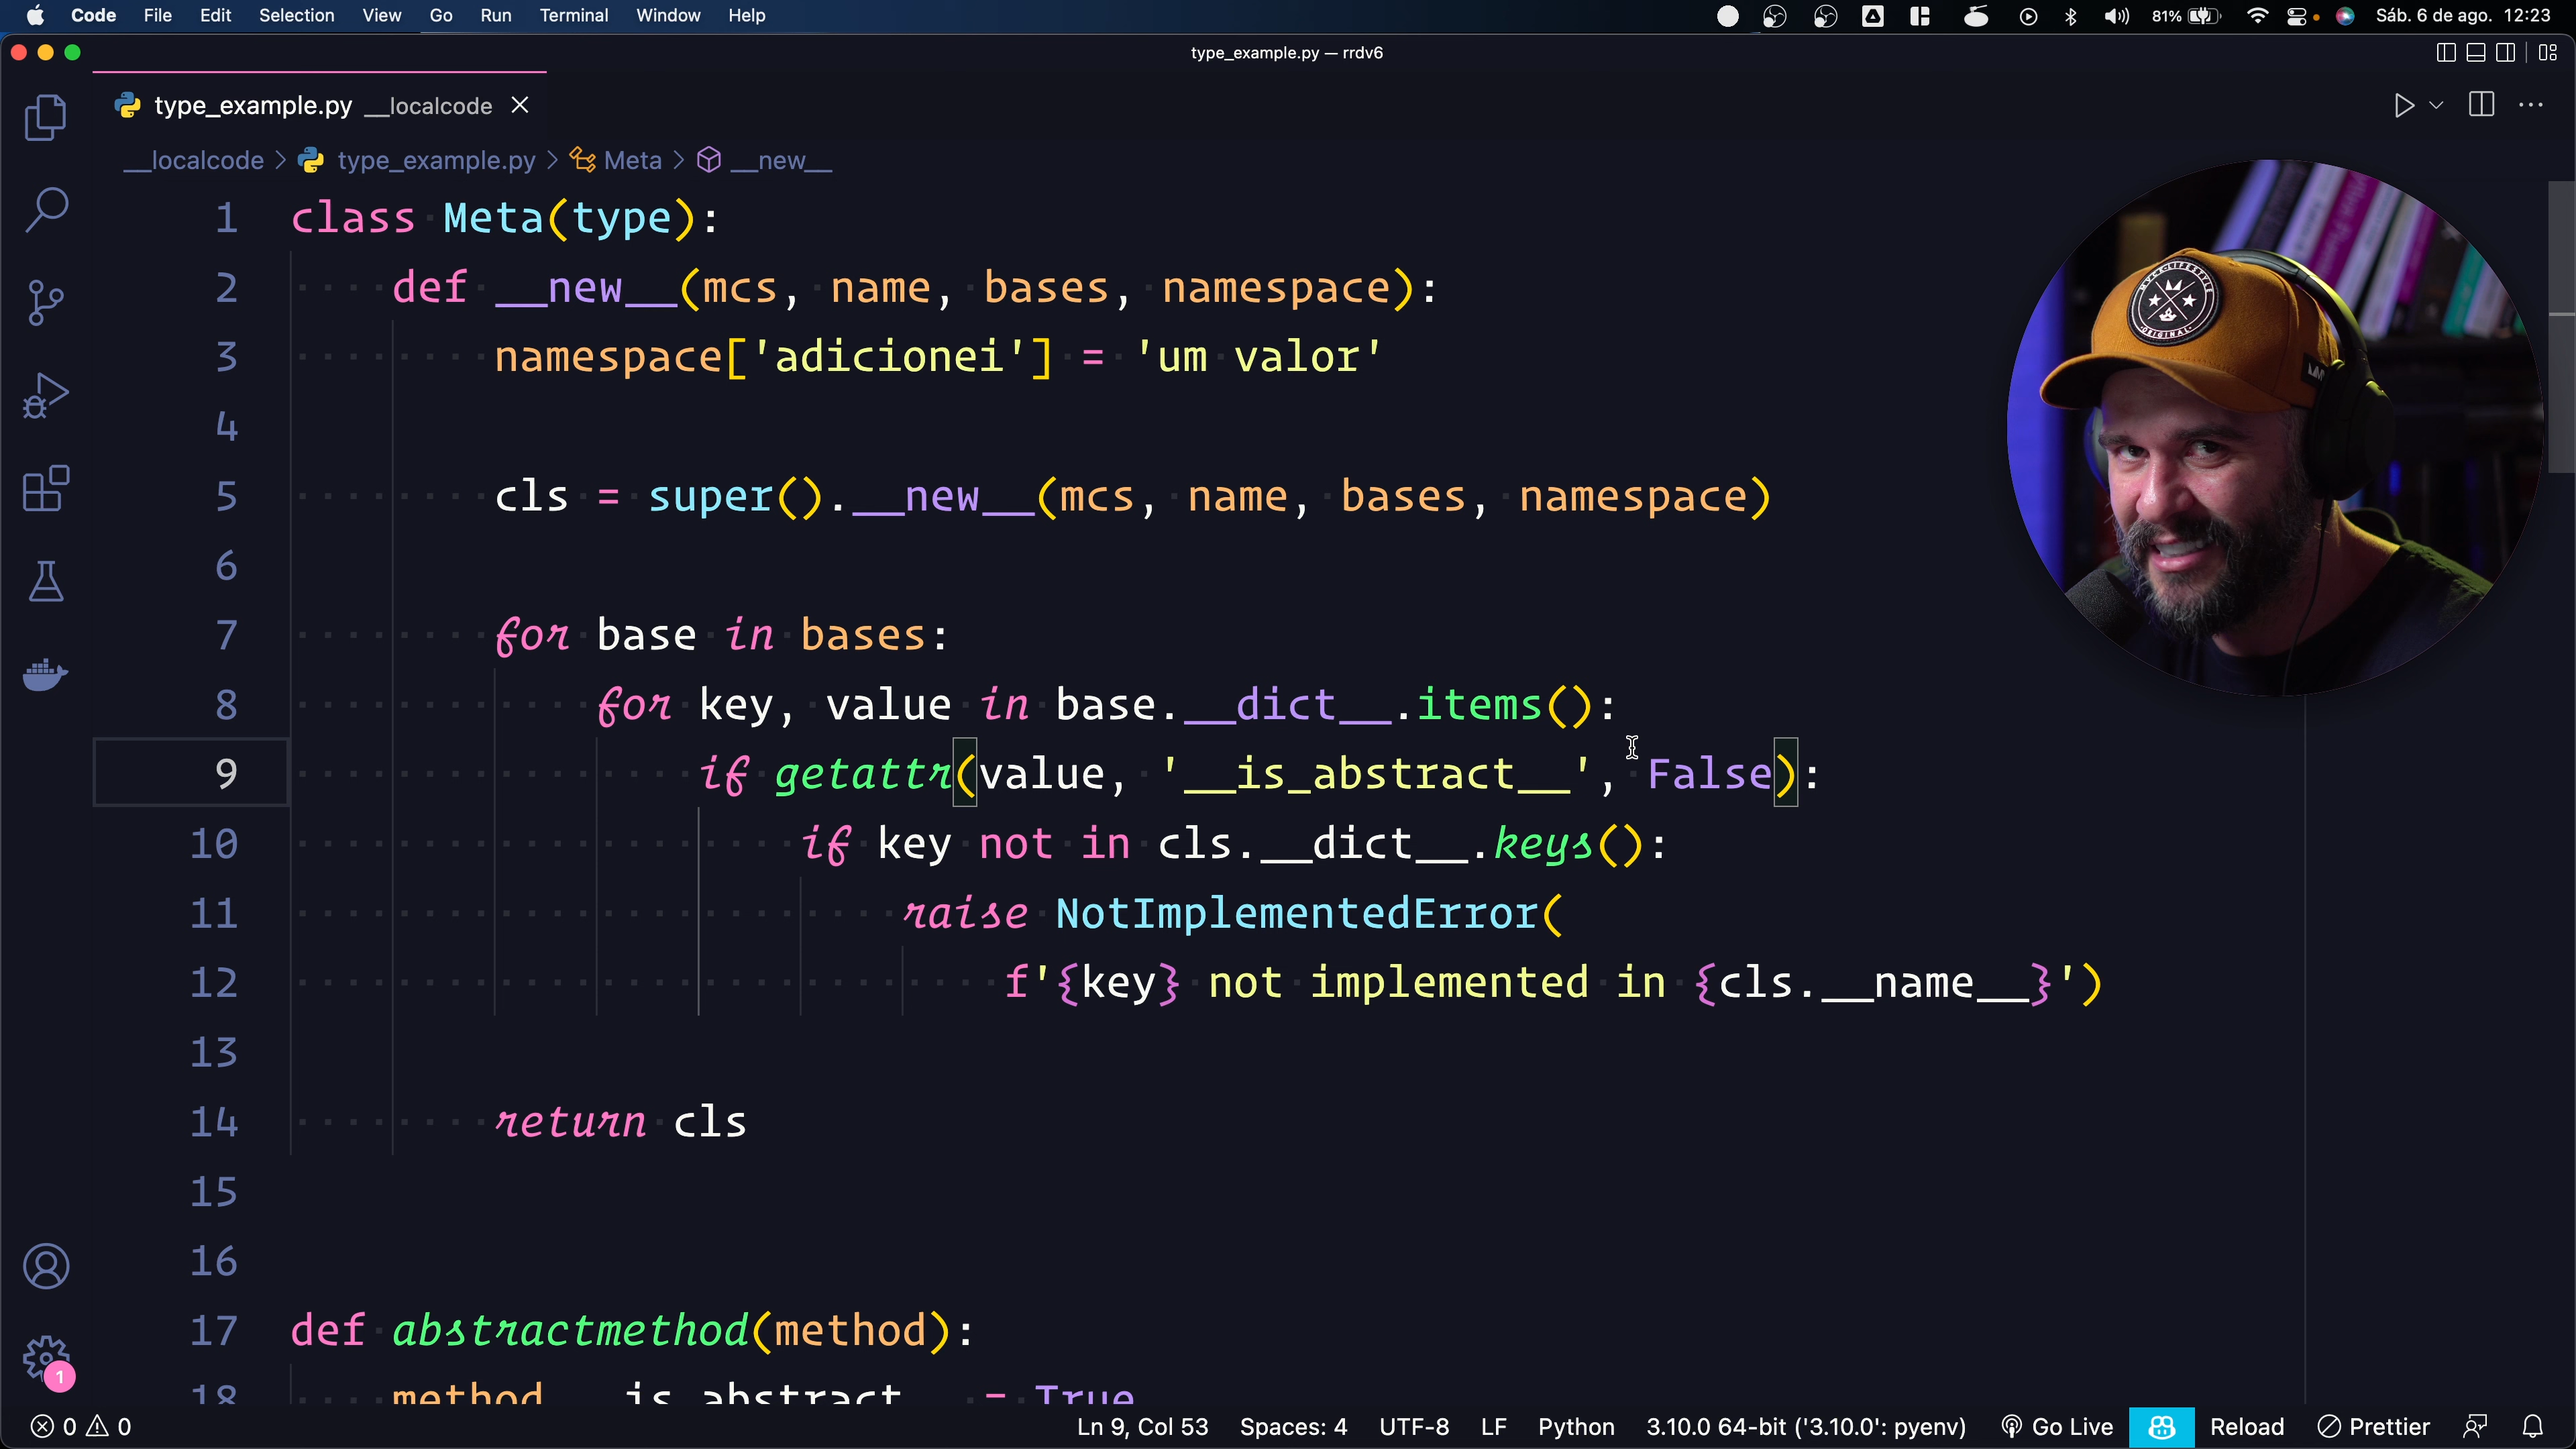 Code File Edit Selection View Go Run Terminal Window Help 81% Sáb. 6 de ago. 12:23
type_example.py — rrdv6
type_example.py __localcode
__localcode > type_example.py > Meta > __new__
1 class Meta(type):
2 def __new__(mcs, name, bases, namespace):
3 namespace['adicionei'] = 'um valor'
4
5 cls = super().__new__(mcs, name, bases, namespace)
6
7 for base in bases:
8 for key, value in base.__dict__.items():
9 if getattr(value, '__is_abstract__', False):
10 if key not in cls.__dict__.keys():
11 raise NotImplementedError(
12 f'{key} not implemented in {cls.__name__}')
13
14 return cls
15
16
17 def abstractmethod(method):
18 method.__is_abstract__ = True
ORIGINAL
1
0 0 Ln 9, Col 53 Spaces: 4 UTF-8 LF Python 3.10.0 64-bit ('3.10.0': pyenv) Go Live Reload Prettier